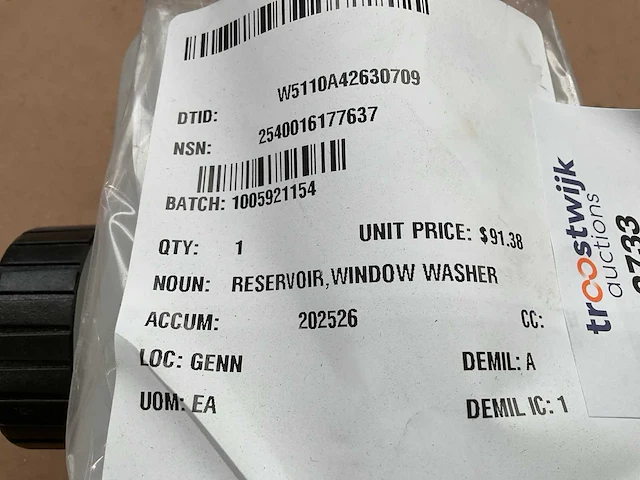 DTID: W5110A42630709
NSN: 2540016177637
BATCH: 1005921154
QTY: 1 UNIT PRICE: $91.38
NOUN: RESERVOIR,WINDOW WASHER
ACCUM: 202526 CC:
LOC: GENN DEMIL: A
UOM: EA DEMIL IC: 1
troostwijk
auctions